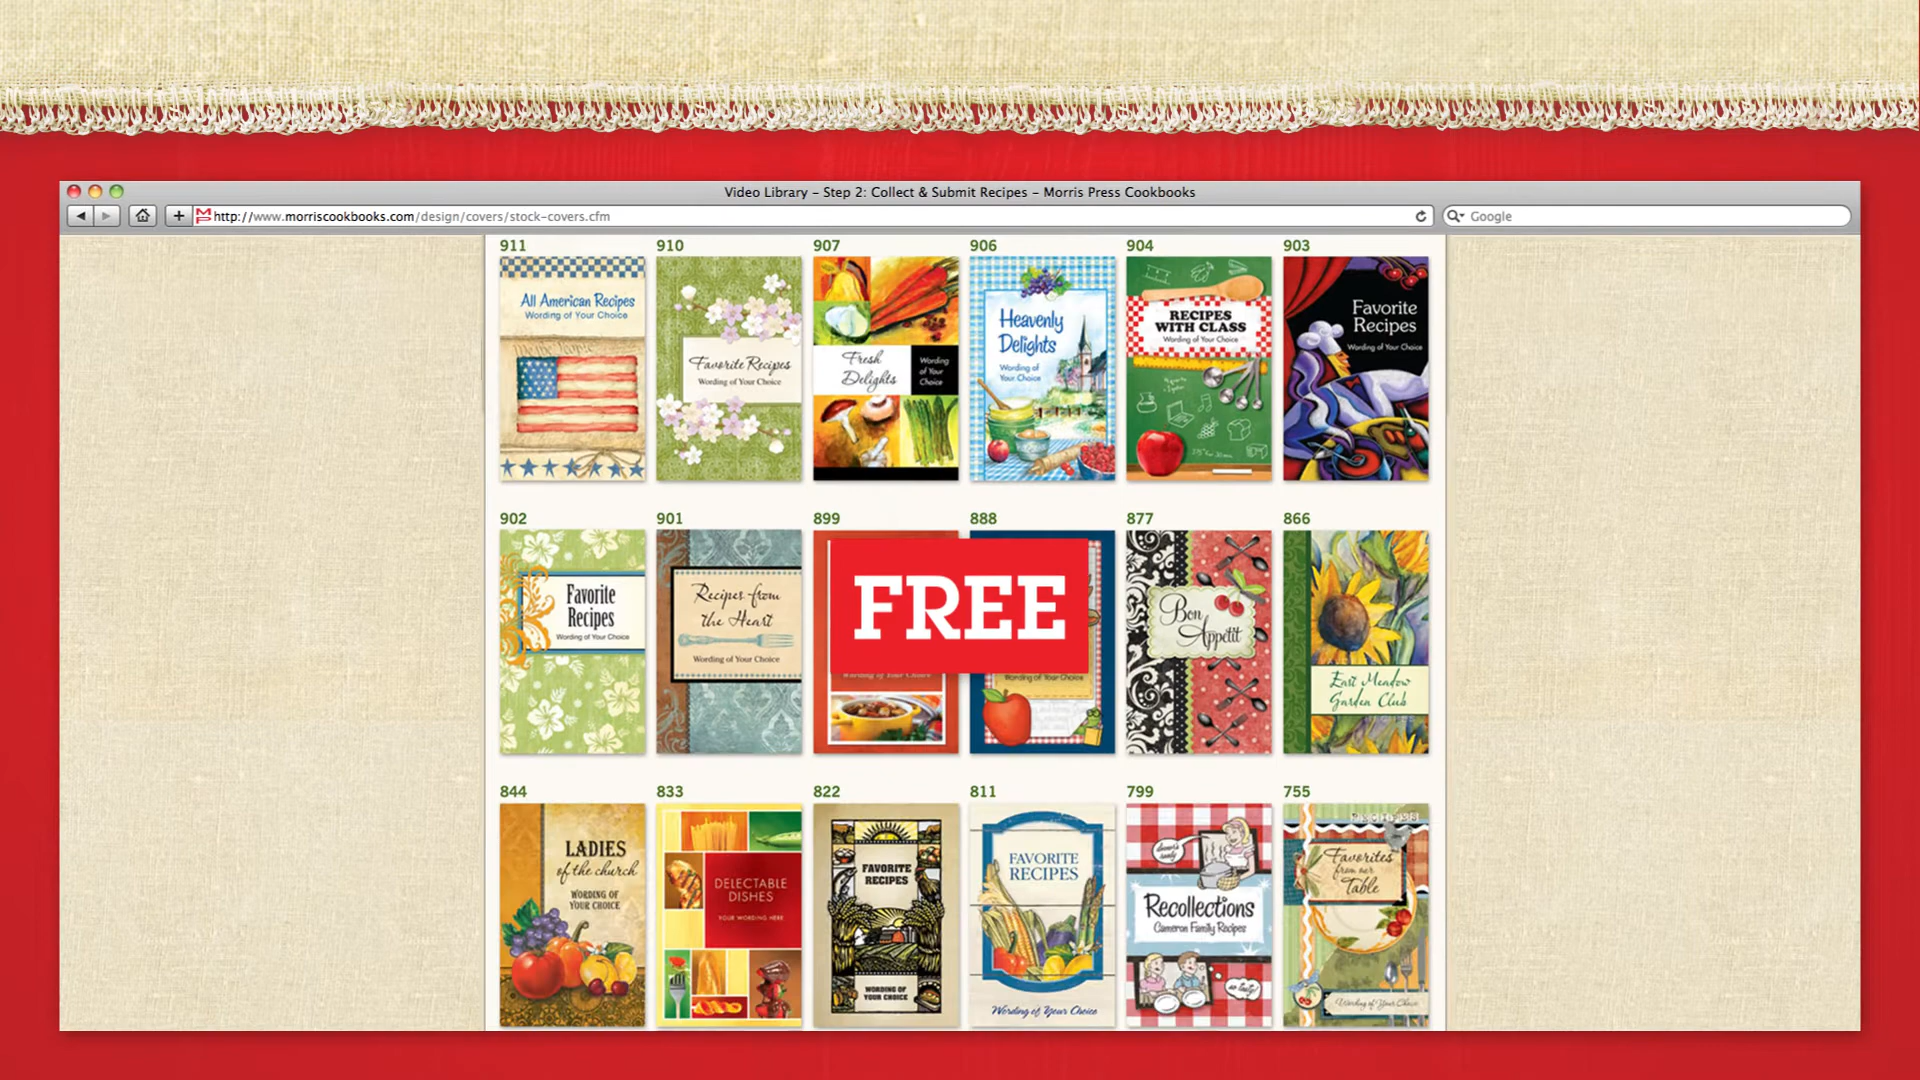 Video Library – Step 2: Collect & Submit Recipes – Morris Press Cookbooks
http://www.morriscookbooks.com/design/covers/stock-covers.cfm
Google
911
910
907
906
904
903
All American Recipes
Wording of Your Choice
Favorite Recipes
Wording of Your Choice
Fresh
Delights
Wording
of Your
Choice
Heavenly
Delights
Wording of
Your Choice
RECIPES
WITH CLASS
Wording of Your Choice
Favorite
Recipes
Wording of Your Choice
902
901
899
888
877
866
Favorite
Recipes
Wording of Your Choice
Recipes from
the Heart
Wording of Your Choice
FREE
Wording of Your Choice
Wording of Your Choice
Bon
Appétit
East Meadow
Garden Club
844
833
822
811
799
755
LADIES
of the church
WORDING OF
YOUR CHOICE
DELECTABLE
DISHES
YOUR WORDING HERE
FAVORITE
RECIPES
WORDING OF
YOUR CHOICE
FAVORITE
RECIPES
Wording of Your Choice
Recollections
Cameron Family Recipes
so tasty!
RECIPES
Favorites
from our
Table
Wording of Your Choice